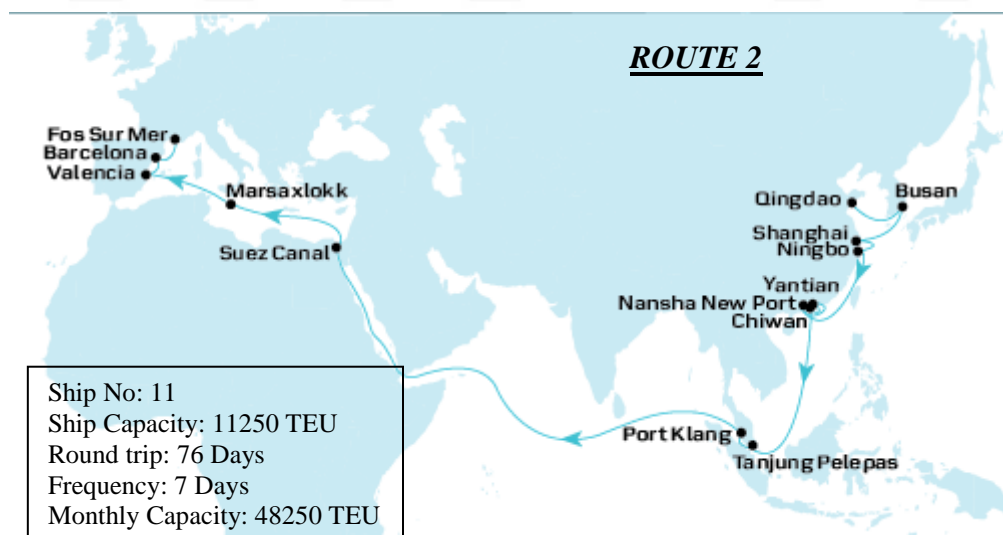 ROUTE 2
Fos Sur Mer
Barcelona
Valencia
Marsaxlokk
Suez Canal
Qingdao
Busan
Shanghai
Ningbo
Yantian
Nansha New Port
Chiwan
Port Klang
Tanjung Pelepas
Ship No: 11
Ship Capacity: 11250 TEU
Round trip: 76 Days
Frequency: 7 Days
Monthly Capacity: 48250 TEU